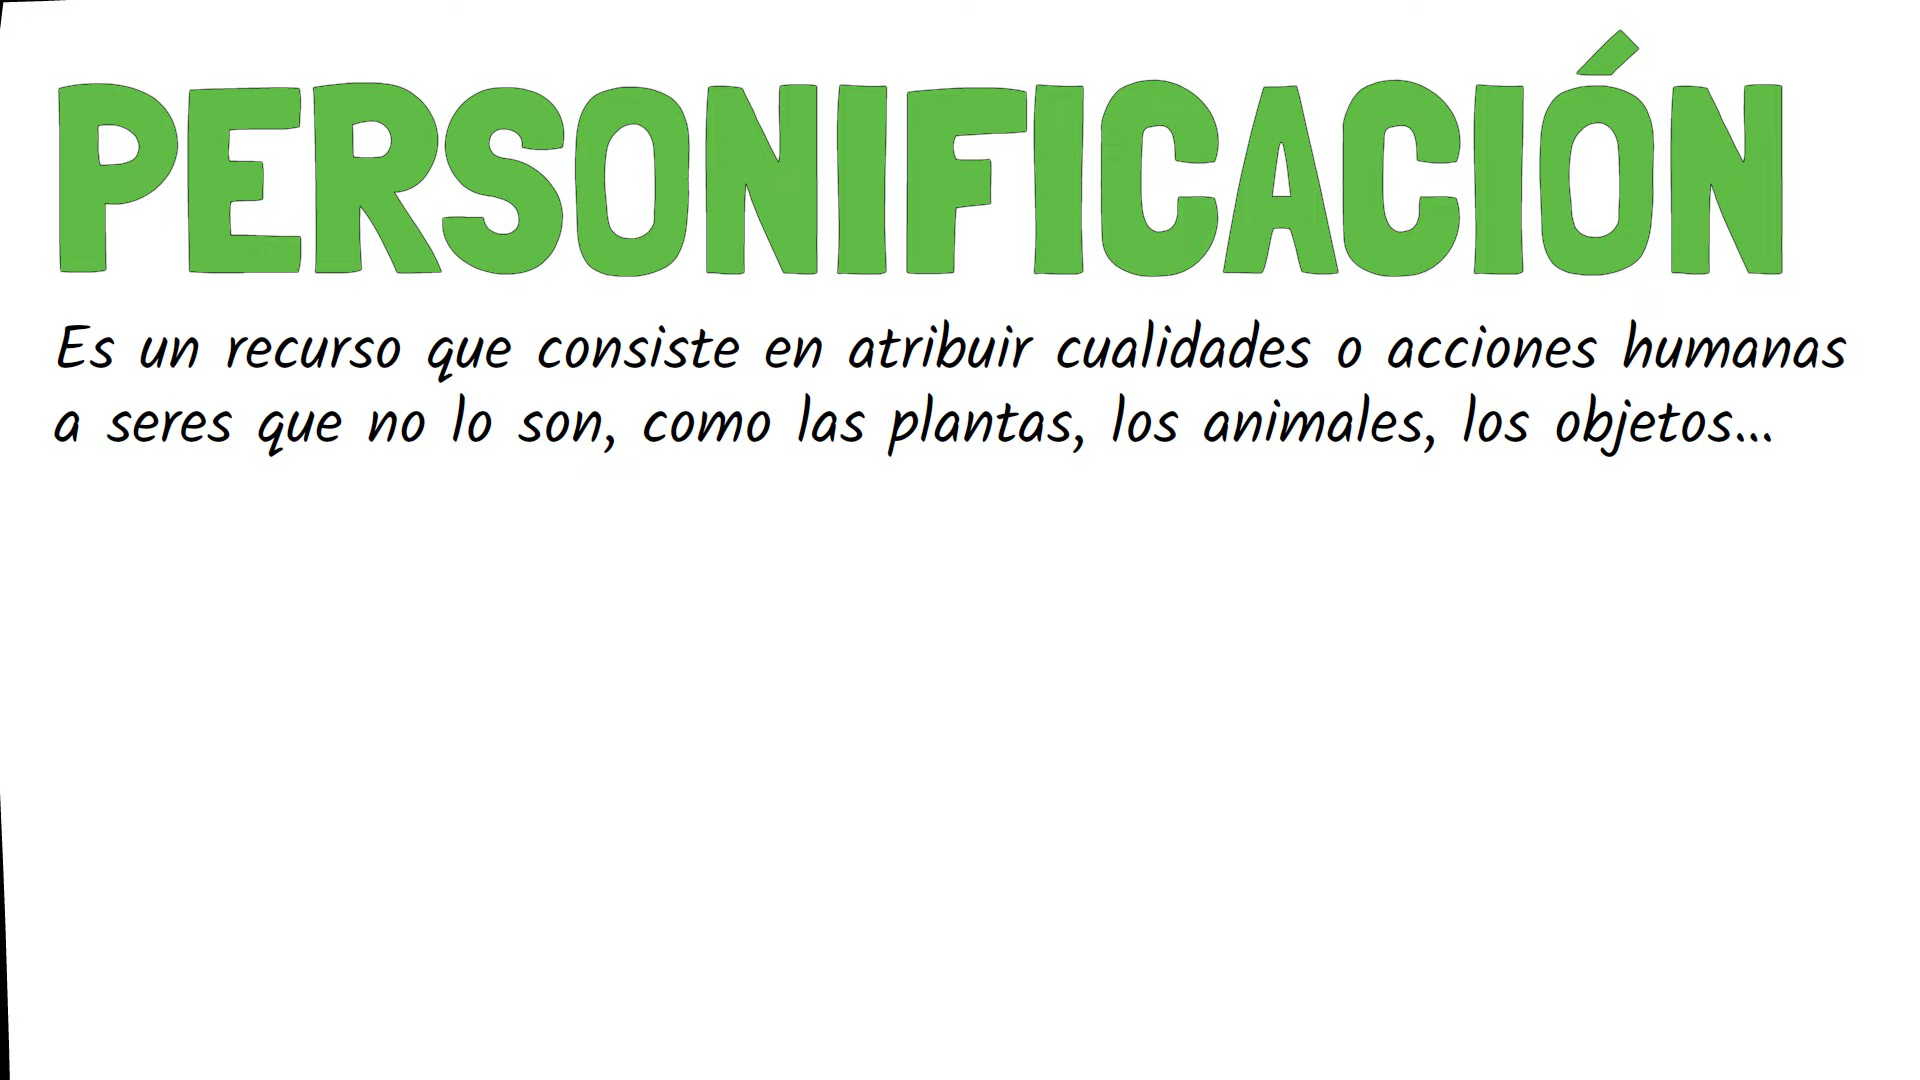 PERSONIFICACIÓN
Es un recurso que consiste en atribuir cualidades o acciones humanas
a seres que no lo son, como las plantas, los animales, los objetos...